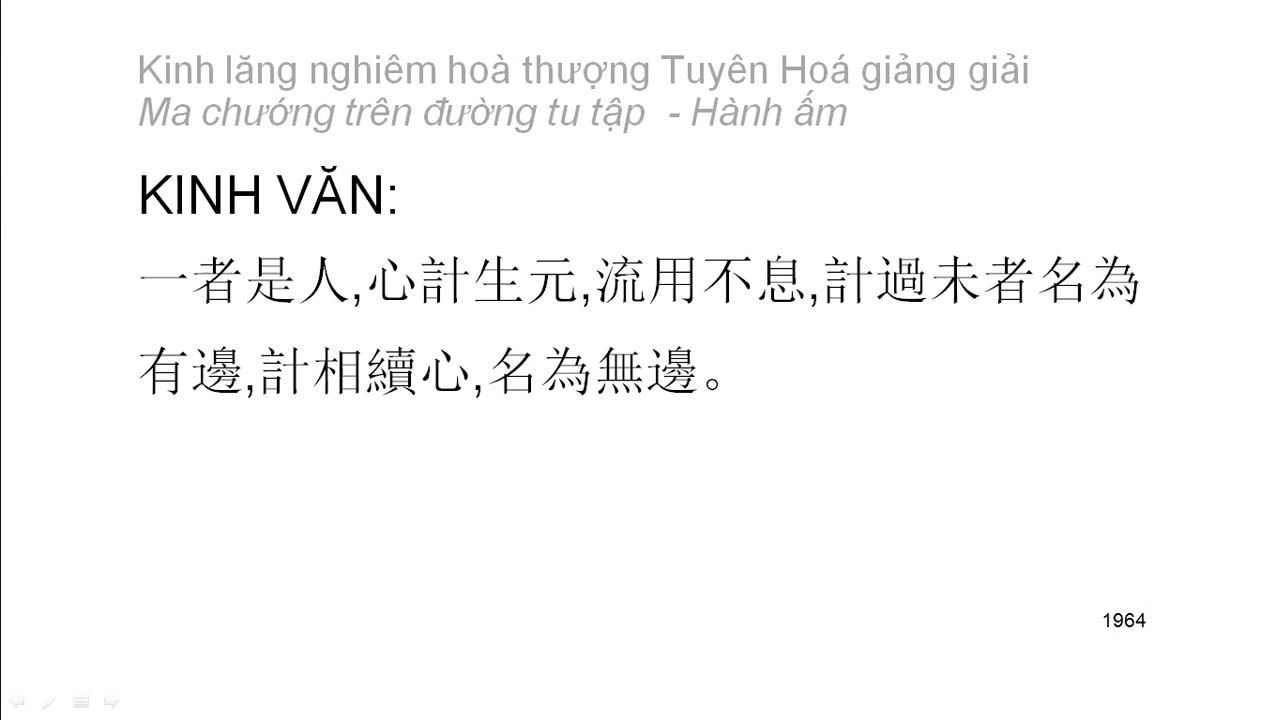 Kinh lăng nghiêm hoà thượng Tuyên Hoá giảng giải
Ma chướng trên đường tu tập - Hành ấm
KINH VĂN:
一者是人,心計生元,流用不息,計過未者名為
有邊,計相續心,名為無邊。
1964